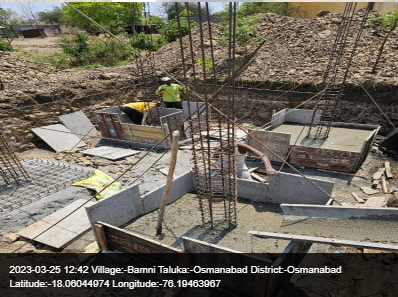 2023-03-25 12:42 Village:-Bamni Taluka:-Osmanabad District:-Osmanabad
Latitude:-18.06044974 Longitude:-76.19463967